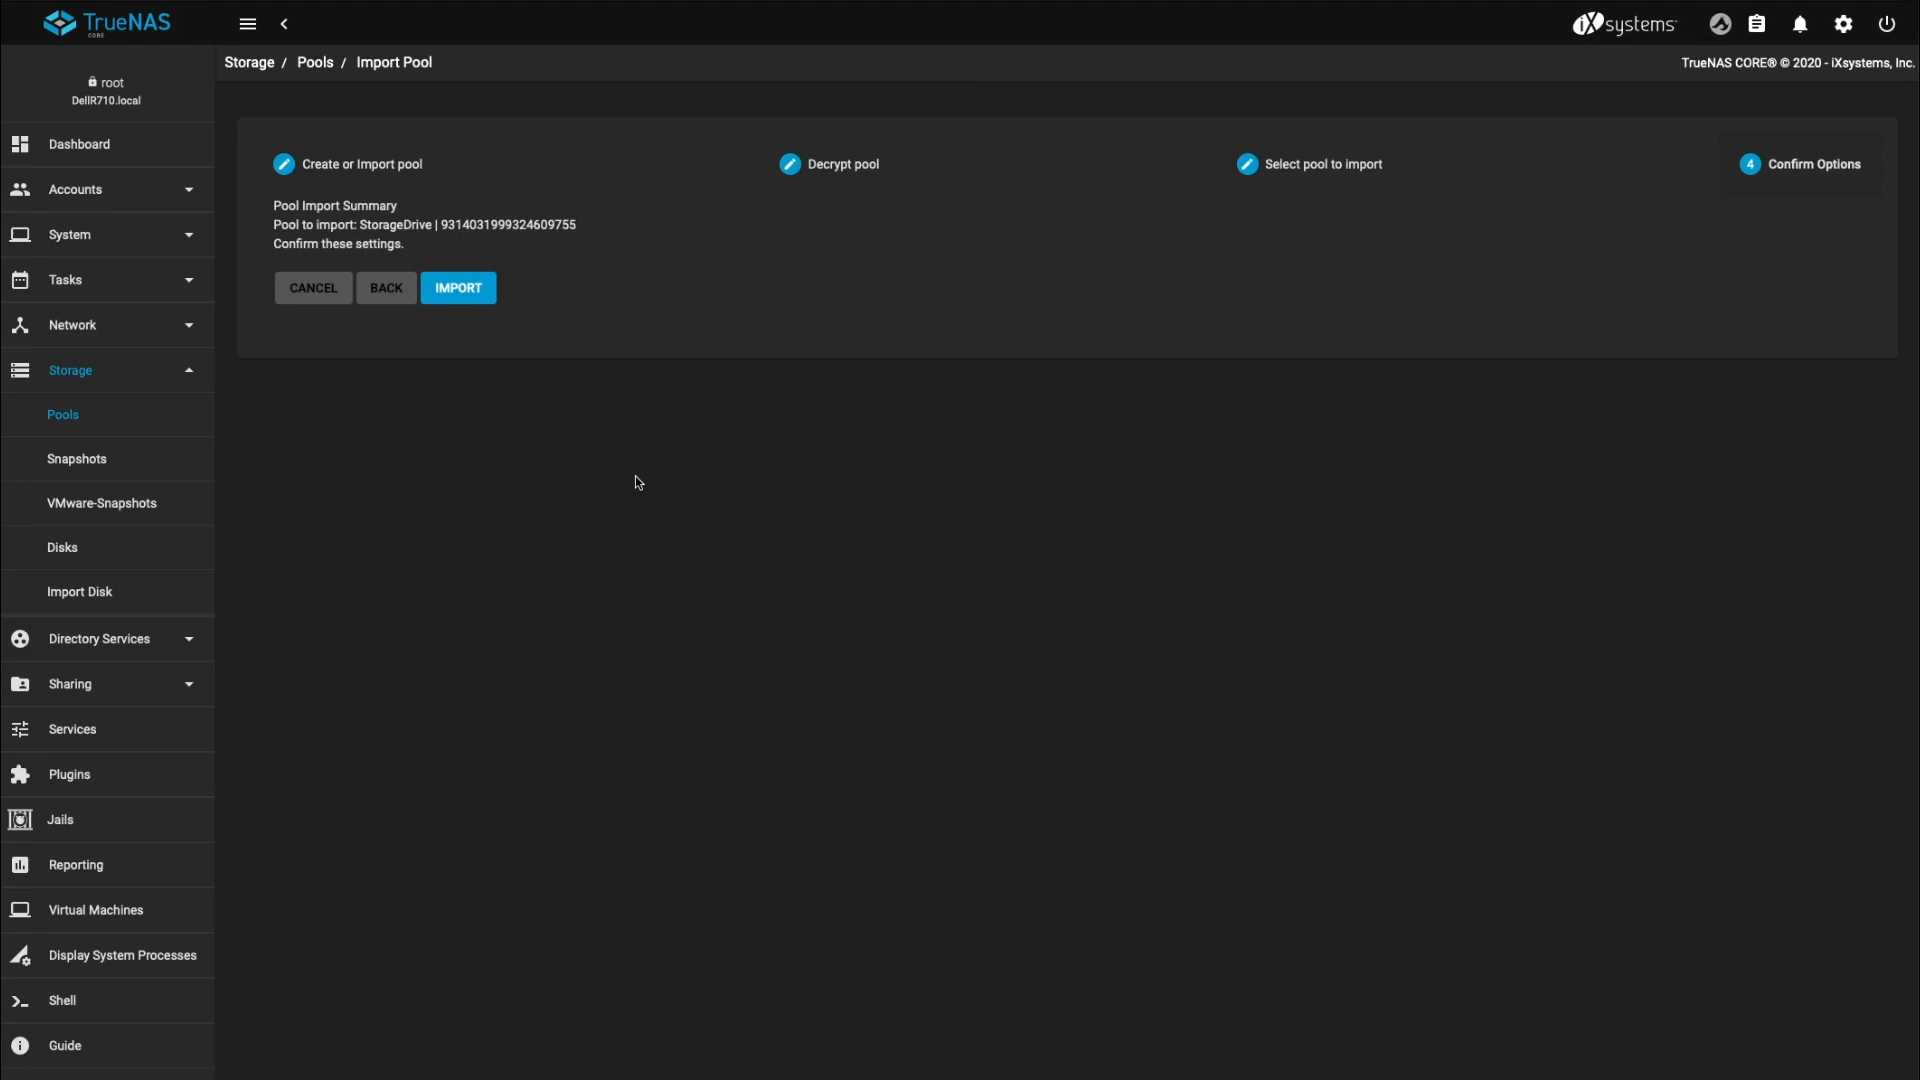 TrueNAS
CORE
iXsystems
Storage / Pools / Import Pool
TrueNAS CORE® © 2020 - iXsystems, Inc.
root
DellR710.local
Dashboard
Accounts
System
Tasks
Network
Storage
Pools
Snapshots
VMware-Snapshots
Disks
Import Disk
Directory Services
Sharing
Services
Plugins
Jails
Reporting
Virtual Machines
Display System Processes
Shell
Guide
Create or Import pool
Decrypt pool
Select pool to import
4 Confirm Options
Pool Import Summary
Pool to import: StorageDrive | 9314031999324609755
Confirm these settings.
CANCEL BACK IMPORT